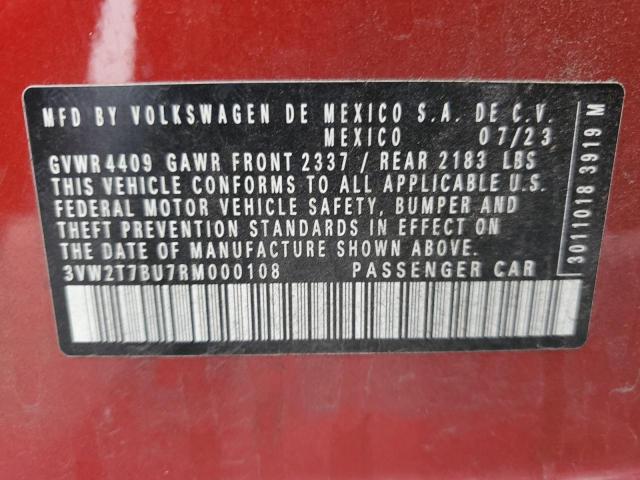 MFD BY VOLKSWAGEN DE MEXICO S.A. DE C.V.
MEXICO 07/23
GVWR 4409 GAWR FRONT 2337 / REAR 2183 LBS
THIS VEHICLE CONFORMS TO ALL APPLICABLE U.S.
FEDERAL MOTOR VEHICLE SAFETY, BUMPER AND
THEFT PREVENTION STANDARDS IN EFFECT ON
THE DATE OF MANUFACTURE SHOWN ABOVE.
3VW2T7BU7RM000108 PASSENGER CAR
3011018 3919 M